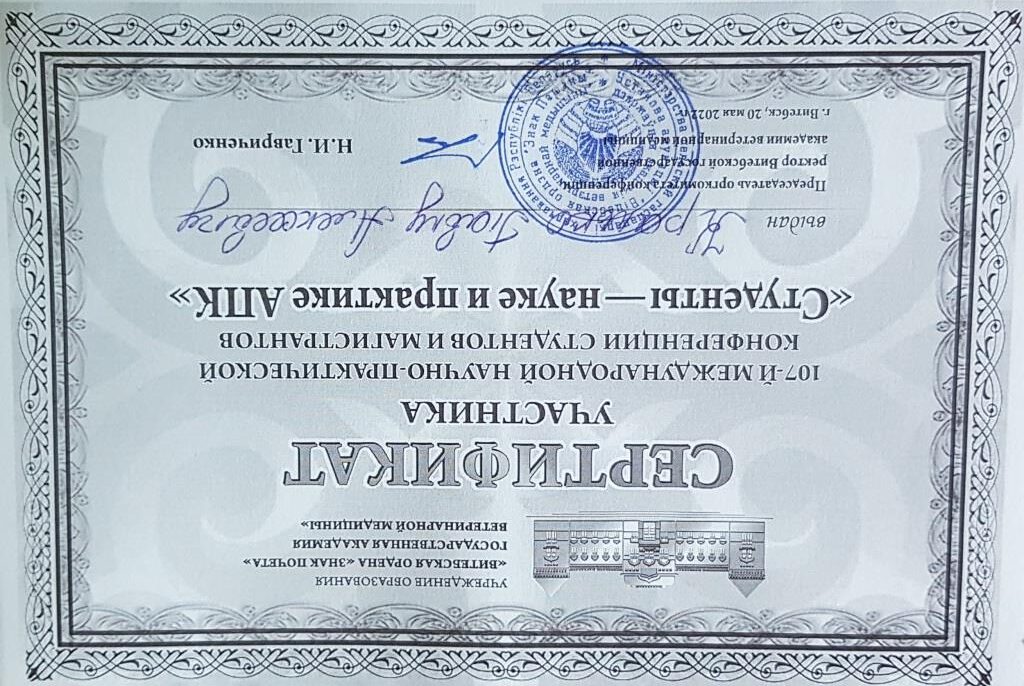 УЧРЕЖДЕНИЕ ОБРАЗОВАНИЯ
«ВИТЕБСКАЯ ОРДЕНА «ЗНАК ПОЧЕТА»
ГОСУДАРСТВЕННАЯ АКАДЕМИЯ
ВЕТЕРИНАРНОЙ МЕДИЦИНЫ»
СЕРТИФИКАТ
УЧАСТНИКА
107-Й МЕЖДУНАРОДНОЙ НАУЧНО-ПРАКТИЧЕСКОЙ
КОНФЕРЕНЦИИ СТУДЕНТОВ И МАГИСТРАНТОВ
«Студенты — науке и практике АПК»
выдан Павлу Алексеевичу
Председатель оргкомитета конференции,
ректор Витебской государственной
академии ветеринарной медицины
Н.И. Гавриченко
г. Витебск, 20 мая 2022 г.